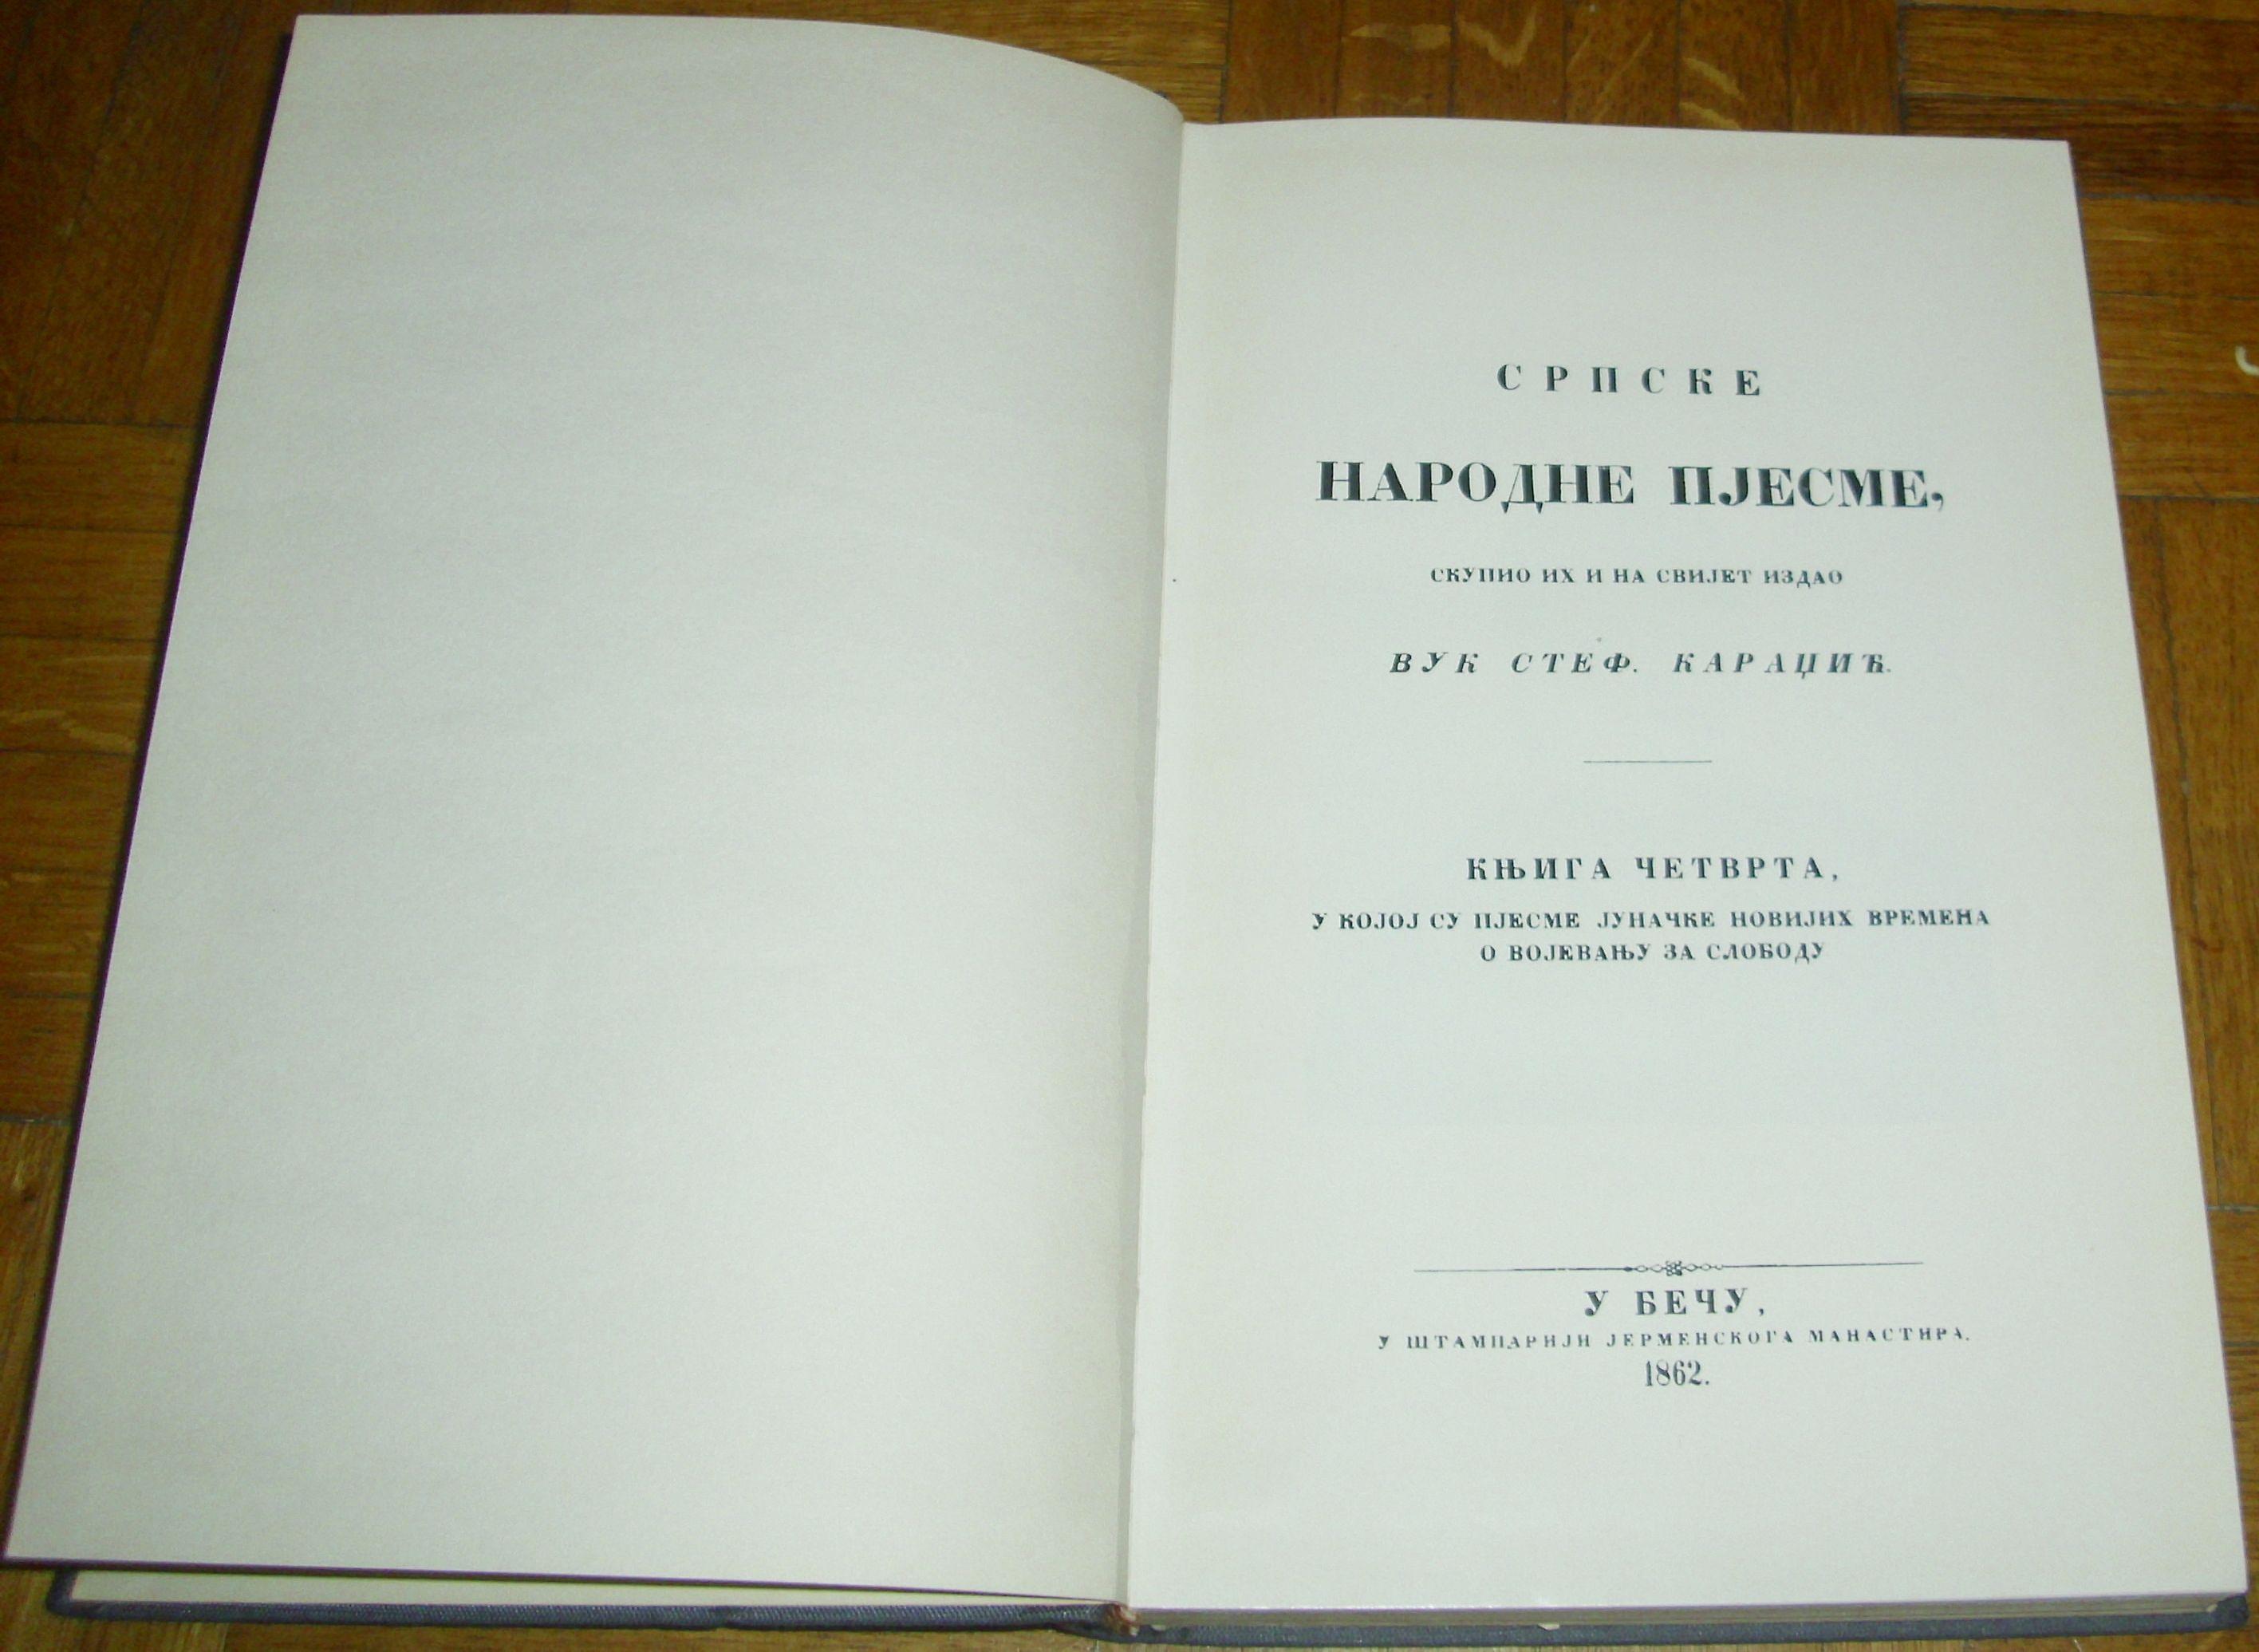 СРПСКЕ
НАРОДНЕ ПЈЕСМЕ,
СКУПИО ИХ И НА СВИЈЕТ ИЗДАО
ВУК СТЕФ. КАРАЏИЋ.
КЊИГА ЧЕТВРТА,
У КОЈОЈ СУ ПЈЕСМЕ ЈУНАЧКЕ НОВИЈИХ ВРЕМЕНА
О ВОЈЕВАЊУ ЗА СЛОБОДУ
У БЕЧУ,
У ШТАМПАРИЈИ ЈЕРМЕНСКОГА МАНАСТИРА.
1862.